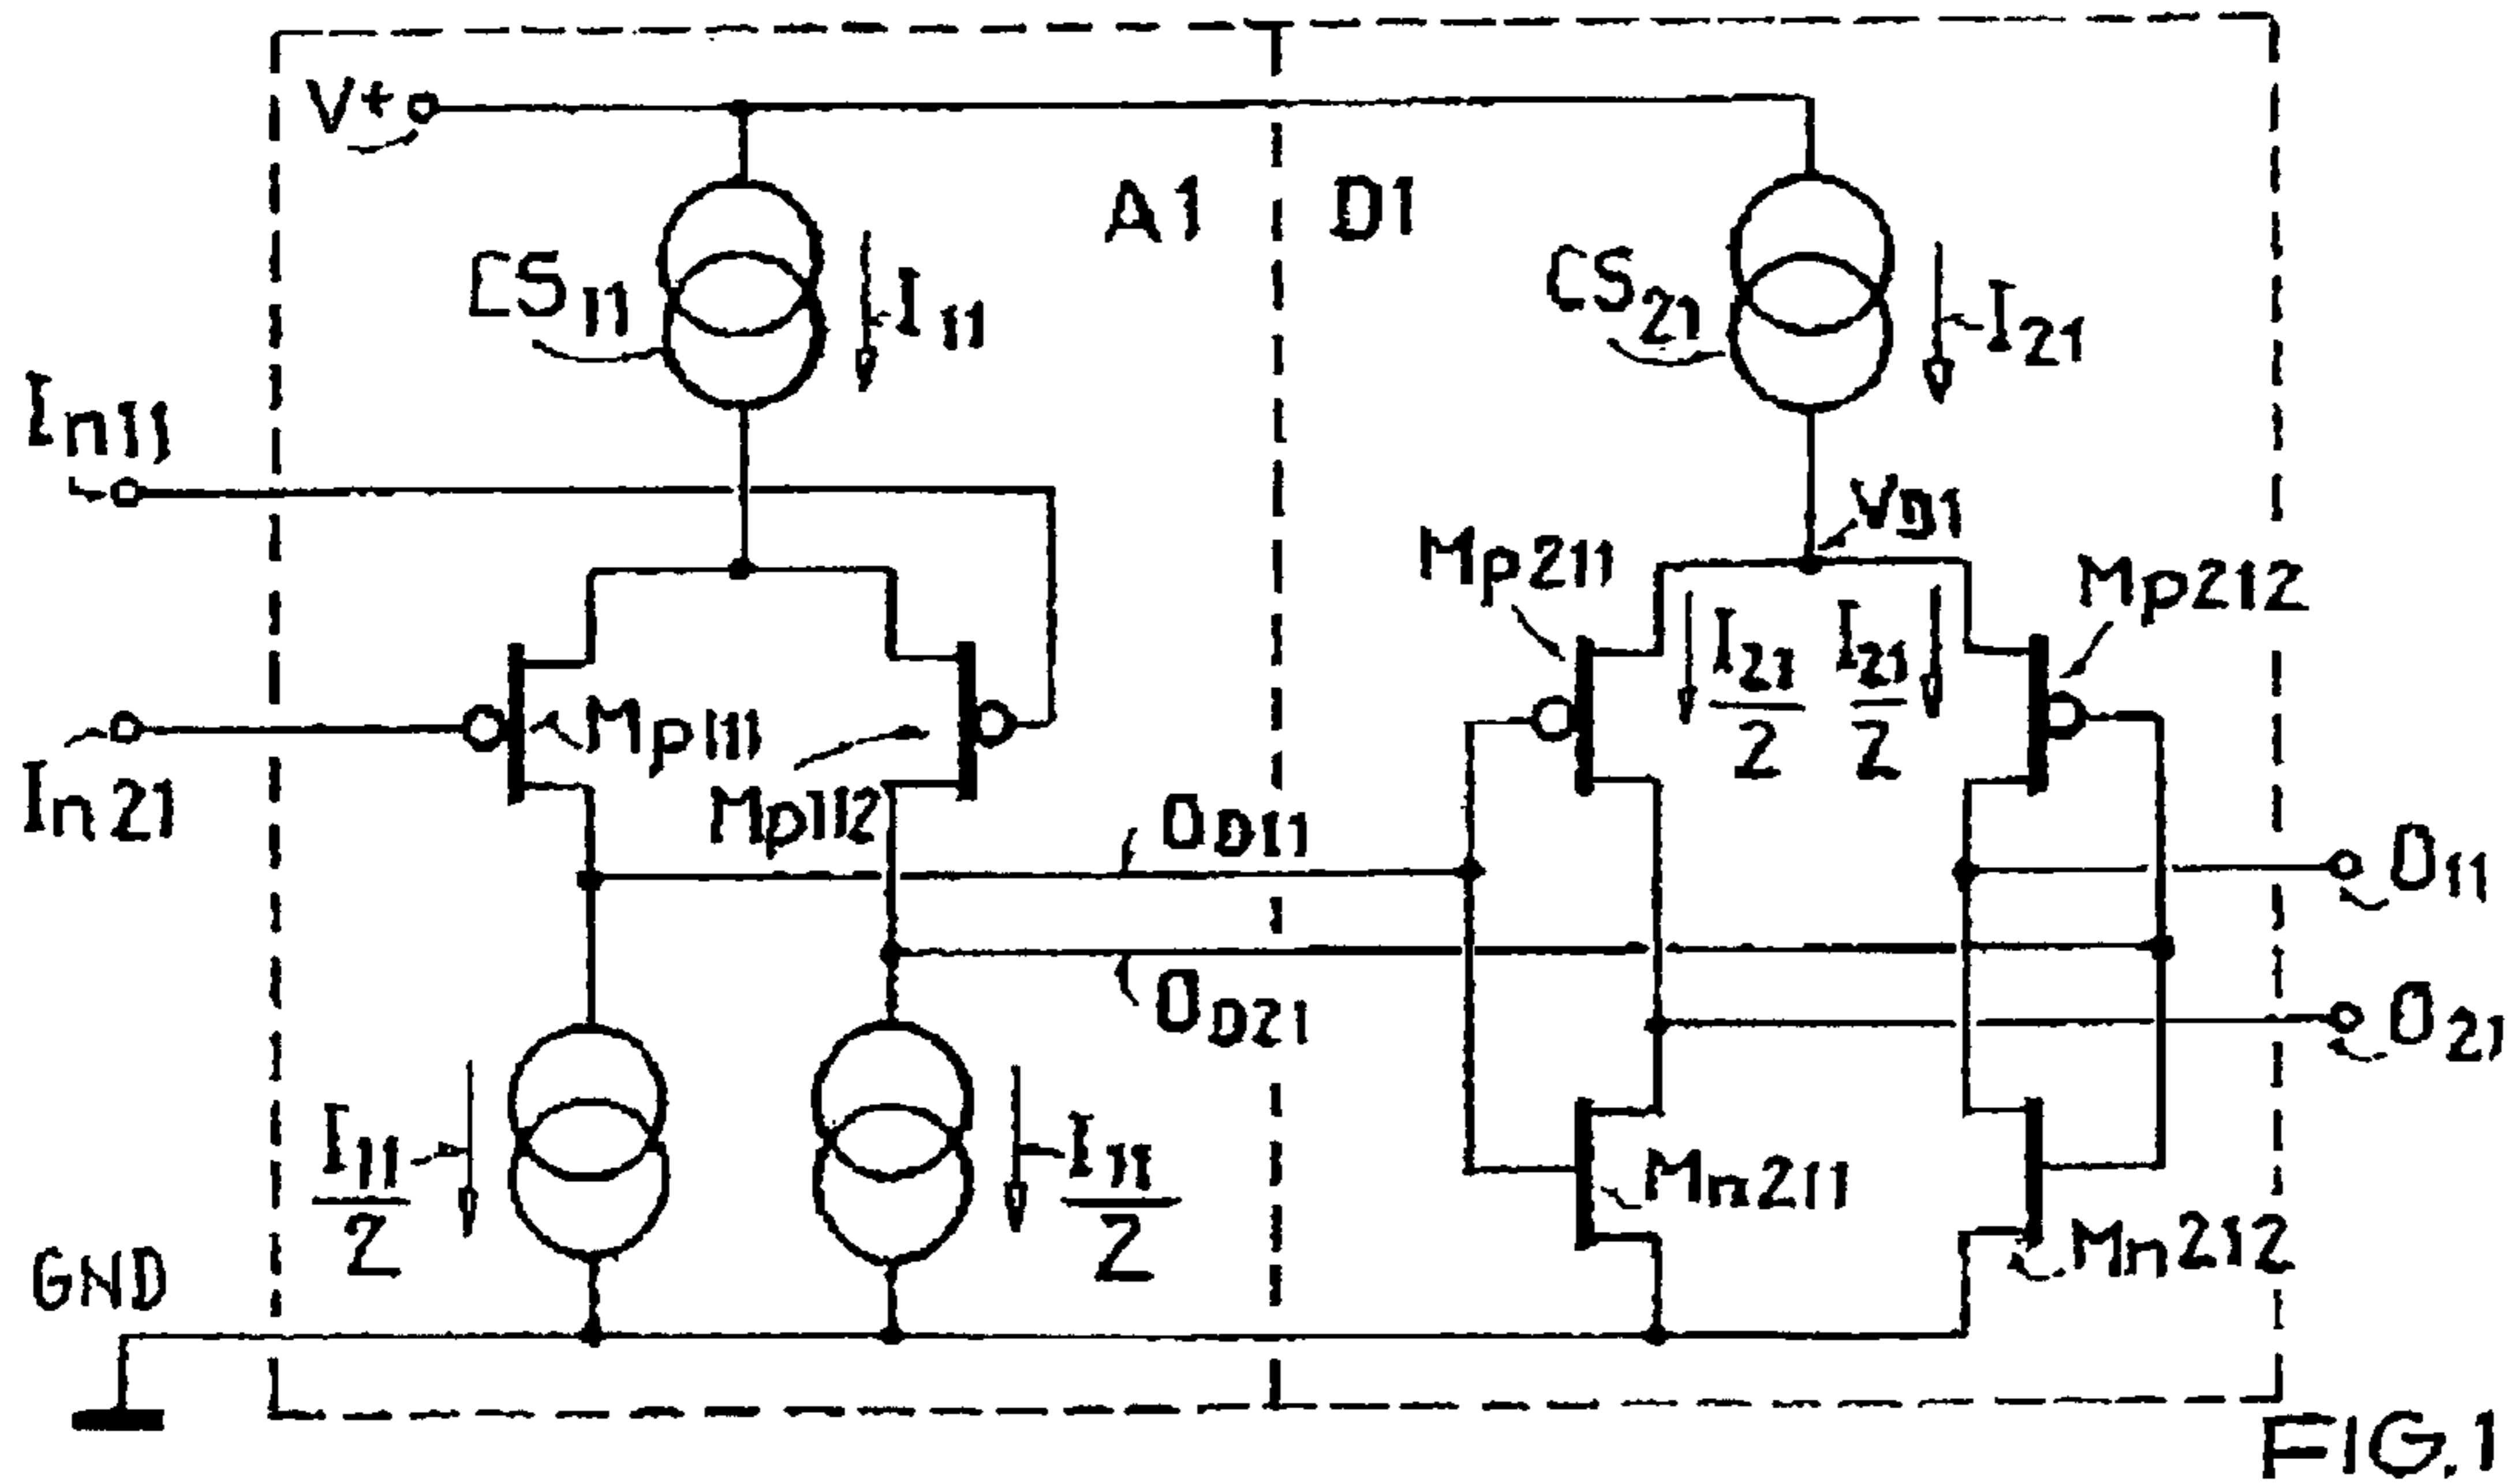 V+
A1
D1
CS11
I11
CS21
I21
In11
VD1
Mp211
Mp212
I21
2
I21
2
Mp111
In21
Mp112
OD11
O11
OD21
O21
I11
2
I11
2
Mn211
Mn212
GND
FIG.1